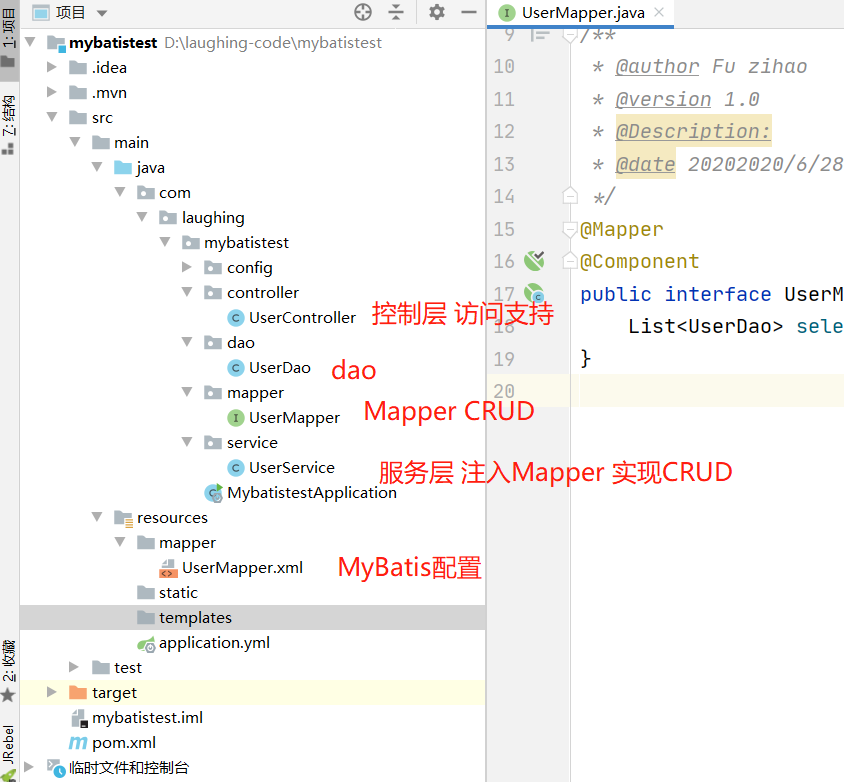 1: 项目
7: 结构
2: 收藏
JRebel
项目
mybatistest D:\laughing-code\mybatistest
.idea
.mvn
src
main
java
com
laughing
mybatistest
config
controller
UserController 控制层 访问支持
dao
UserDao dao
mapper
UserMapper Mapper CRUD
service
UserService 服务层 注入Mapper 实现CRUD
MybatistestApplication
resources
mapper
UserMapper.xml MyBatis配置
static
templates
application.yml
test
target
mybatistest.iml
pom.xml
临时文件和控制台
UserMapper.java
9 /**
10 * @author Fu zihao
11 * @version 1.0
12 * @Description:
13 * @date 20202020/6/28
14 */
15 @Mapper
16 @Component
17 public interface UserM
18 List<UserDao> sele
19 }
20